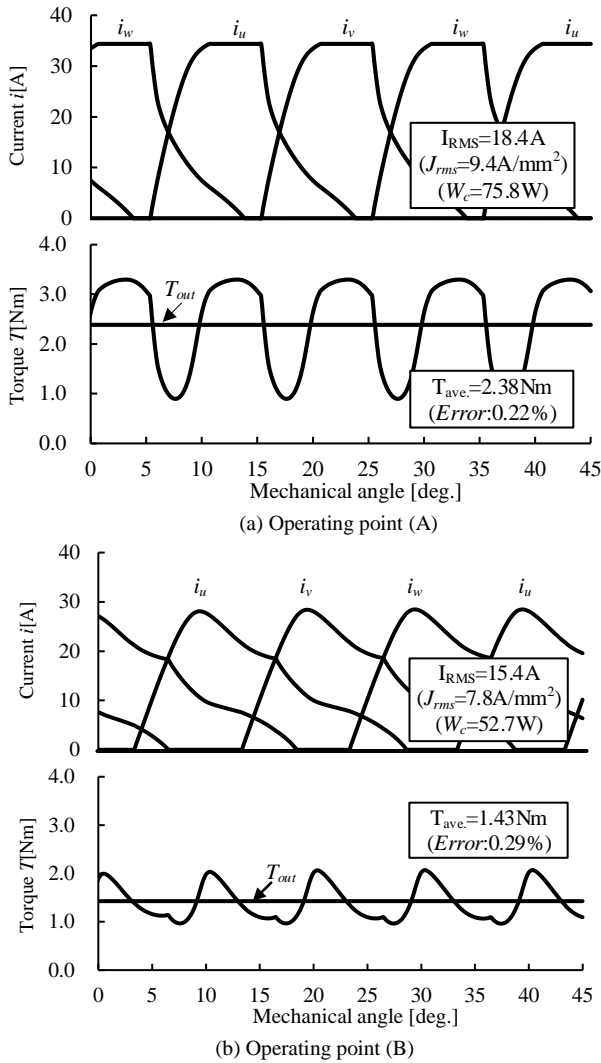 i_w i_u i_v i_w i_u
40
30
20
10
0
Current i[A]
I_RMS=18.4A
(J_rms=9.4A/mm²)
(W_c=75.8W)
4.0
3.0
2.0
1.0
0.0
Torque T[Nm]
T_out
T_ave.=2.38Nm
(Error:0.22%)
0 5 10 15 20 25 30 35 40 45
Mechanical angle [deg.]
(a) Operating point (A)
40
30
20
10
0
Current i[A]
i_u i_v i_w i_u
I_RMS=15.4A
(J_rms=7.8A/mm²)
(W_c=52.7W)
4.0
3.0
2.0
1.0
0.0
Torque T[Nm]
T_out
T_ave.=1.43Nm
(Error:0.29%)
0 5 10 15 20 25 30 35 40 45
Mechanical angle [deg.]
(b) Operating point (B)